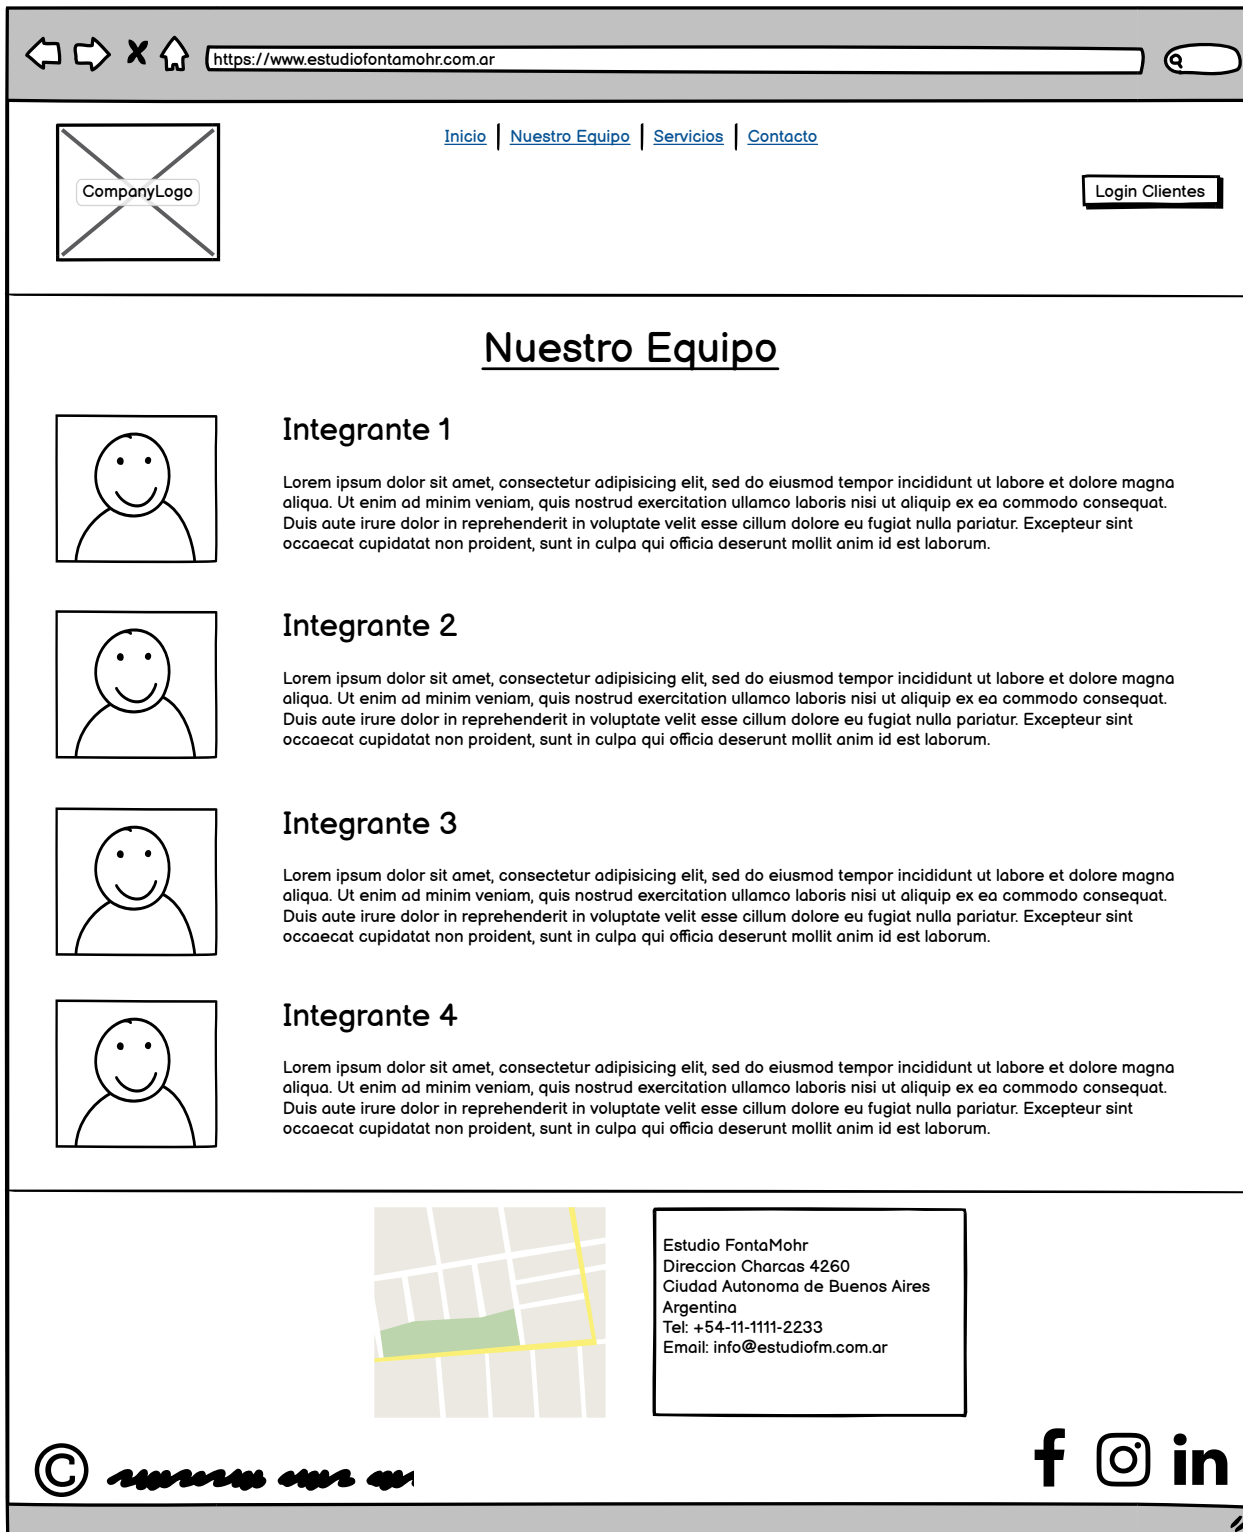 https://www.estudiofontamohr.com.ar
Inicio | Nuestro Equipo | Servicios | Contacto
CompanyLogo
Login Clientes
Nuestro Equipo
Integrante 1
Lorem ipsum dolor sit amet, consectetur adipisicing elit, sed do eiusmod tempor incididunt ut labore et dolore magna
aliqua. Ut enim ad minim veniam, quis nostrud exercitation ullamco laboris nisi ut aliquip ex ea commodo consequat.
Duis aute irure dolor in reprehenderit in voluptate velit esse cillum dolore eu fugiat nulla pariatur. Excepteur sint
occaecat cupidatat non proident, sunt in culpa qui officia deserunt mollit anim id est laborum.
Integrante 2
Lorem ipsum dolor sit amet, consectetur adipisicing elit, sed do eiusmod tempor incididunt ut labore et dolore magna
aliqua. Ut enim ad minim veniam, quis nostrud exercitation ullamco laboris nisi ut aliquip ex ea commodo consequat.
Duis aute irure dolor in reprehenderit in voluptate velit esse cillum dolore eu fugiat nulla pariatur. Excepteur sint
occaecat cupidatat non proident, sunt in culpa qui officia deserunt mollit anim id est laborum.
Integrante 3
Lorem ipsum dolor sit amet, consectetur adipisicing elit, sed do eiusmod tempor incididunt ut labore et dolore magna
aliqua. Ut enim ad minim veniam, quis nostrud exercitation ullamco laboris nisi ut aliquip ex ea commodo consequat.
Duis aute irure dolor in reprehenderit in voluptate velit esse cillum dolore eu fugiat nulla pariatur. Excepteur sint
occaecat cupidatat non proident, sunt in culpa qui officia deserunt mollit anim id est laborum.
Integrante 4
Lorem ipsum dolor sit amet, consectetur adipisicing elit, sed do eiusmod tempor incididunt ut labore et dolore magna
aliqua. Ut enim ad minim veniam, quis nostrud exercitation ullamco laboris nisi ut aliquip ex ea commodo consequat.
Duis aute irure dolor in reprehenderit in voluptate velit esse cillum dolore eu fugiat nulla pariatur. Excepteur sint
occaecat cupidatat non proident, sunt in culpa qui officia deserunt mollit anim id est laborum.
Estudio FontaMohr
Direccion Charcas 4260
Ciudad Autonoma de Buenos Aires
Argentina
Tel: +54-11-1111-2233
Email: info@estudiofm.com.ar
©
f
in